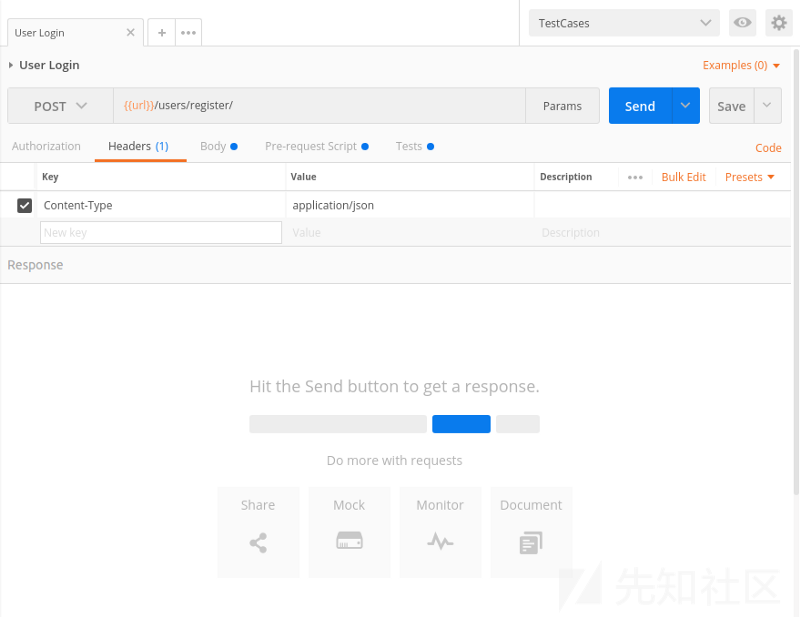 User Login
TestCases
User Login
Examples (0)
POST {{url}}/users/register/ Params Send Save
Authorization Headers (1) Body Pre-request Script Tests Code
Key Value Description Bulk Edit Presets
Content-Type application/json
New key Value Description
Response
Hit the Send button to get a response.
Do more with requests
Share Mock Monitor Document
先知社区